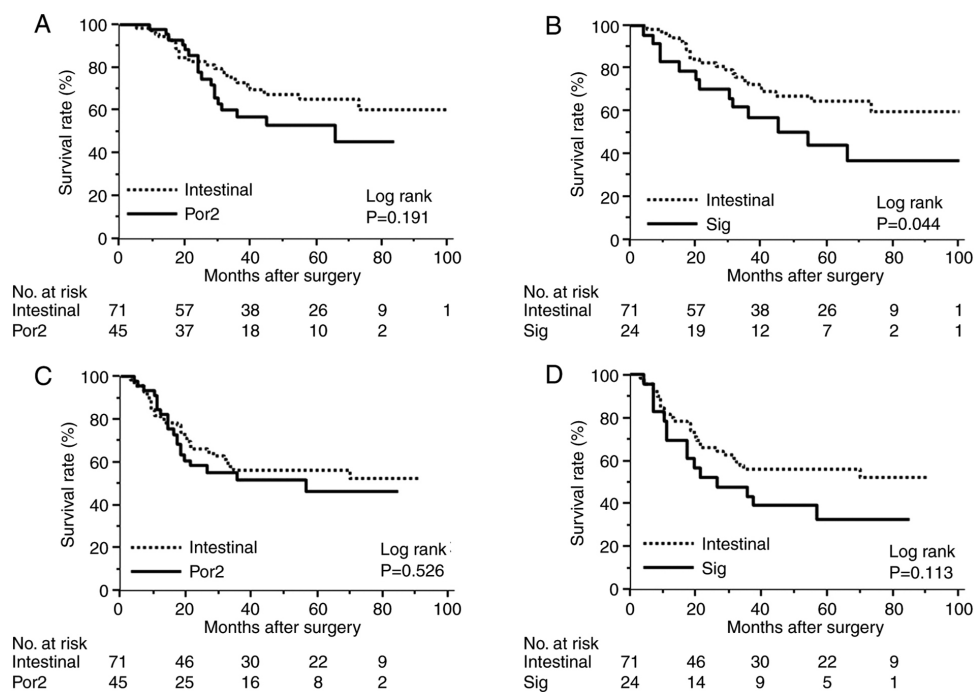 A
100
80
60
40
20
0
Survival rate (%)
Intestinal
Por2
Log rank
P=0.191
0 20 40 60 80 100
Months after surgery
No. at risk
Intestinal 71 57 38 26 9 1
Por2 45 37 18 10 2
B
100
80
60
40
20
0
Survival rate (%)
Intestinal
Sig
Log rank
P=0.044
0 20 40 60 80 100
Months after surgery
No. at risk
Intestinal 71 57 38 26 9 1
Sig 24 19 12 7 2 1
C
100
80
60
40
20
0
Survival rate (%)
Intestinal
Por2
Log rank
P=0.526
0 20 40 60 80 100
Months after surgery
No. at risk
Intestinal 71 46 30 22 9
Por2 45 25 16 8 2
D
100
80
60
40
20
0
Survival rate (%)
Intestinal
Sig
Log rank
P=0.113
0 20 40 60 80 100
Months after surgery
No. at risk
Intestinal 71 46 30 22 9
Sig 24 14 9 5 1